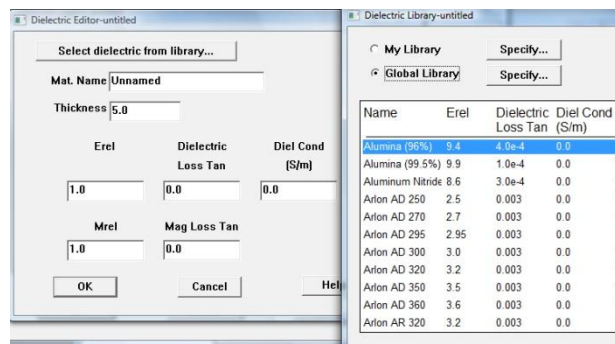 Dielectric Editor-untitled
Select dielectric from library...
Mat. Name Unnamed
Thickness 5.0
Erel Dielectric Loss Tan Diel Cond (S/m)
1.0 0.0 0.0
Mrel Mag Loss Tan
1.0 0.0
OK Cancel
Dielectric Library-untitled
My Library Specify...
Global Library Specify...
Name Erel Dielectric Loss Tan Diel Cond (S/m)
Alumina (96%) 9.4 4.0e-4 0.0
Alumina (99.5%) 9.9 1.0e-4 0.0
Aluminum Nitride 8.6 3.0e-4 0.0
Arlon AD 250 2.5 0.003 0.0
Arlon AD 270 2.7 0.003 0.0
Arlon AD 295 2.95 0.003 0.0
Arlon AD 300 3.0 0.003 0.0
Arlon AD 320 3.2 0.003 0.0
Arlon AD 350 3.5 0.003 0.0
Arlon AD 360 3.6 0.003 0.0
Arlon AR 320 3.2 0.003 0.0